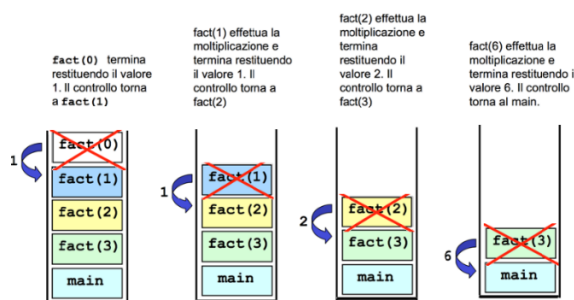 fact(0) termina
restituendo il valore
1. Il controllo torna
a fact(1)
1
fact(0)
fact(1)
fact(2)
fact(3)
main
fact(1) effettua la
moltiplicazione e
termina restituendo
il valore 1. Il
controllo torna a
fact(2)
1
fact(1)
fact(2)
fact(3)
main
fact(2) effettua la
moltiplicazione e
termina
restituendo il
valore 2. Il
controllo torna a
fact(3)
2
fact(2)
fact(3)
main
fact(6) effettua la
moltiplicazione e
termina restituendo i
valore 6. Il controllo
torna al main.
6
fact(3)
main